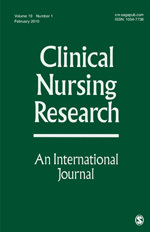 Volume 19 Number 1
February 2010
cnr.sagepub.com
ISSN: 1054-7738
Clinical
Nursing
Research
An International
Journal
SAGE